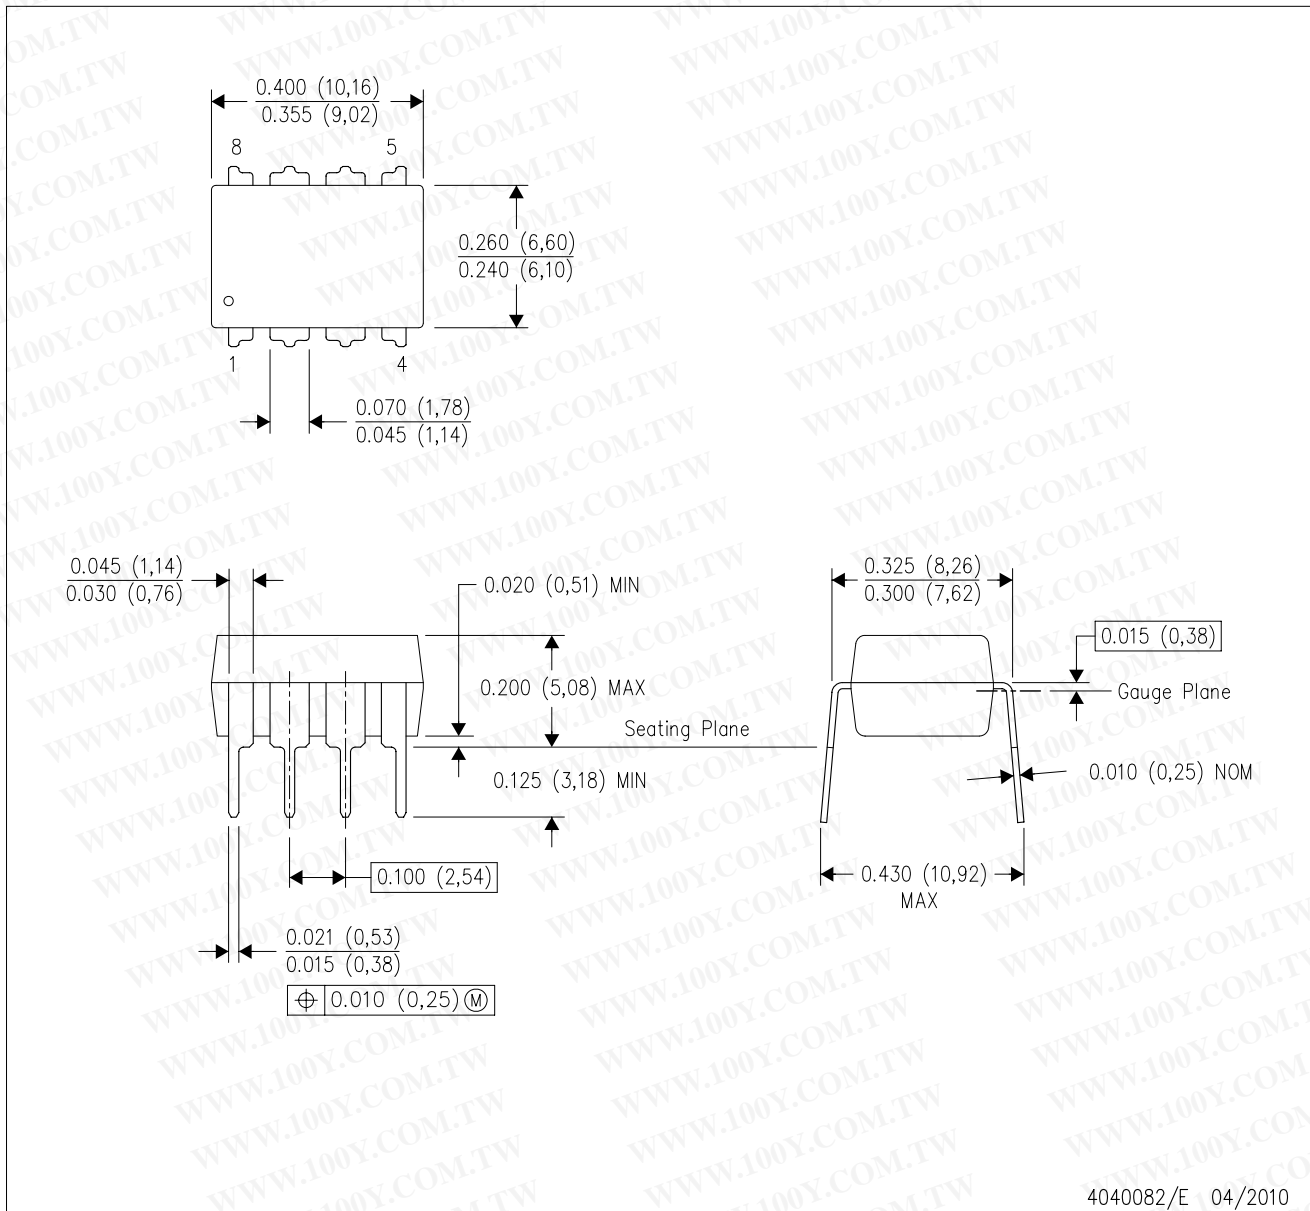 0.400 (10,16)
0.355 (9,02)
8
5
0.260 (6,60)
0.240 (6,10)
1
4
0.070 (1,78)
0.045 (1,14)
0.045 (1,14)
0.030 (0,76)
0.020 (0,51) MIN
0.325 (8,26)
0.300 (7,62)
0.015 (0,38)
0.200 (5,08) MAX
Gauge Plane
Seating Plane
0.125 (3,18) MIN
0.010 (0,25) NOM
0.100 (2,54)
0.430 (10,92)
MAX
0.021 (0,53)
0.015 (0,38)
⌖ 0.010 (0,25) Ⓜ
4040082/E 04/2010
WWW.100Y.COM.TW